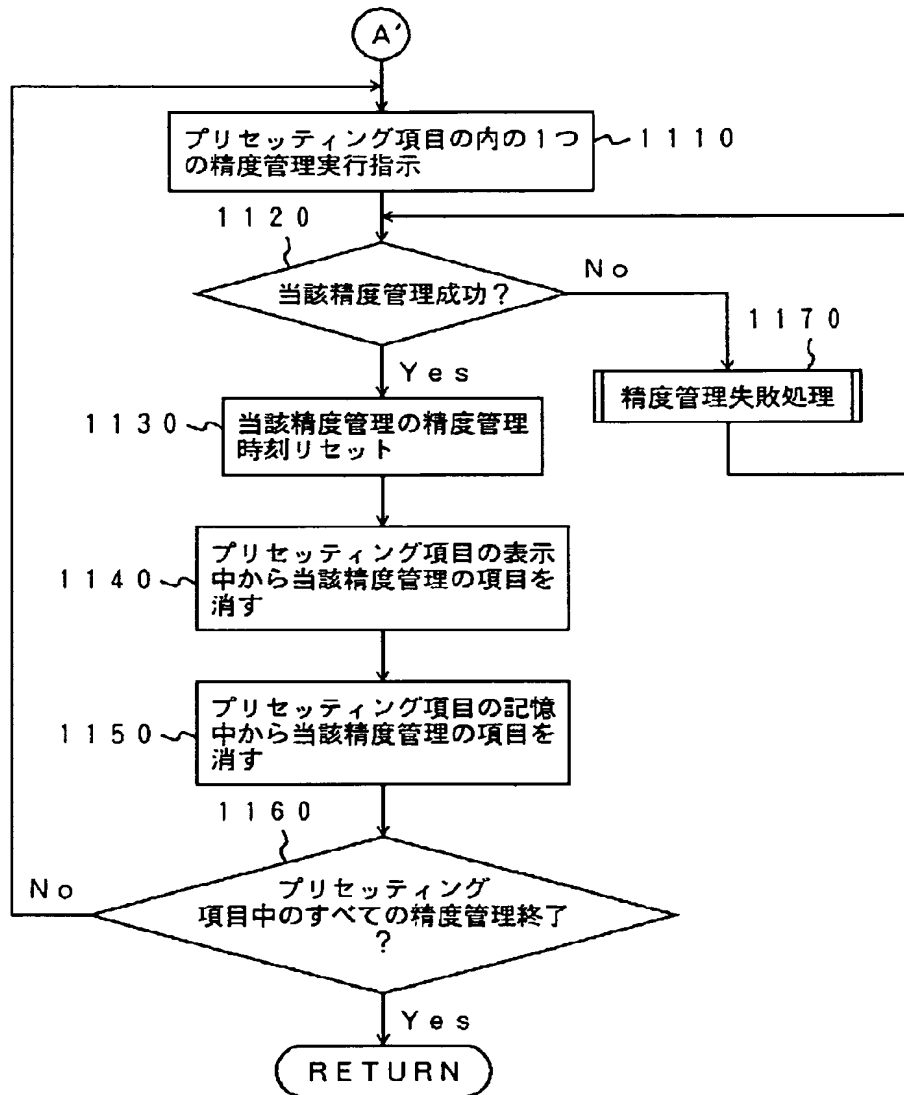 A′
プリセッティング項目の内の1つ
の精度管理実行指示
1110
1120
当該精度管理成功?
No
Yes
1170
精度管理失敗処理
1130
当該精度管理の精度管理
時刻リセット
1140
プリセッティング項目の表示
中から当該精度管理の項目を
消す
1150
プリセッティング項目の記憶
中から当該精度管理の項目を
消す
1160
No
プリセッティング
項目中のすべての精度管理終了
?
Yes
RETURN